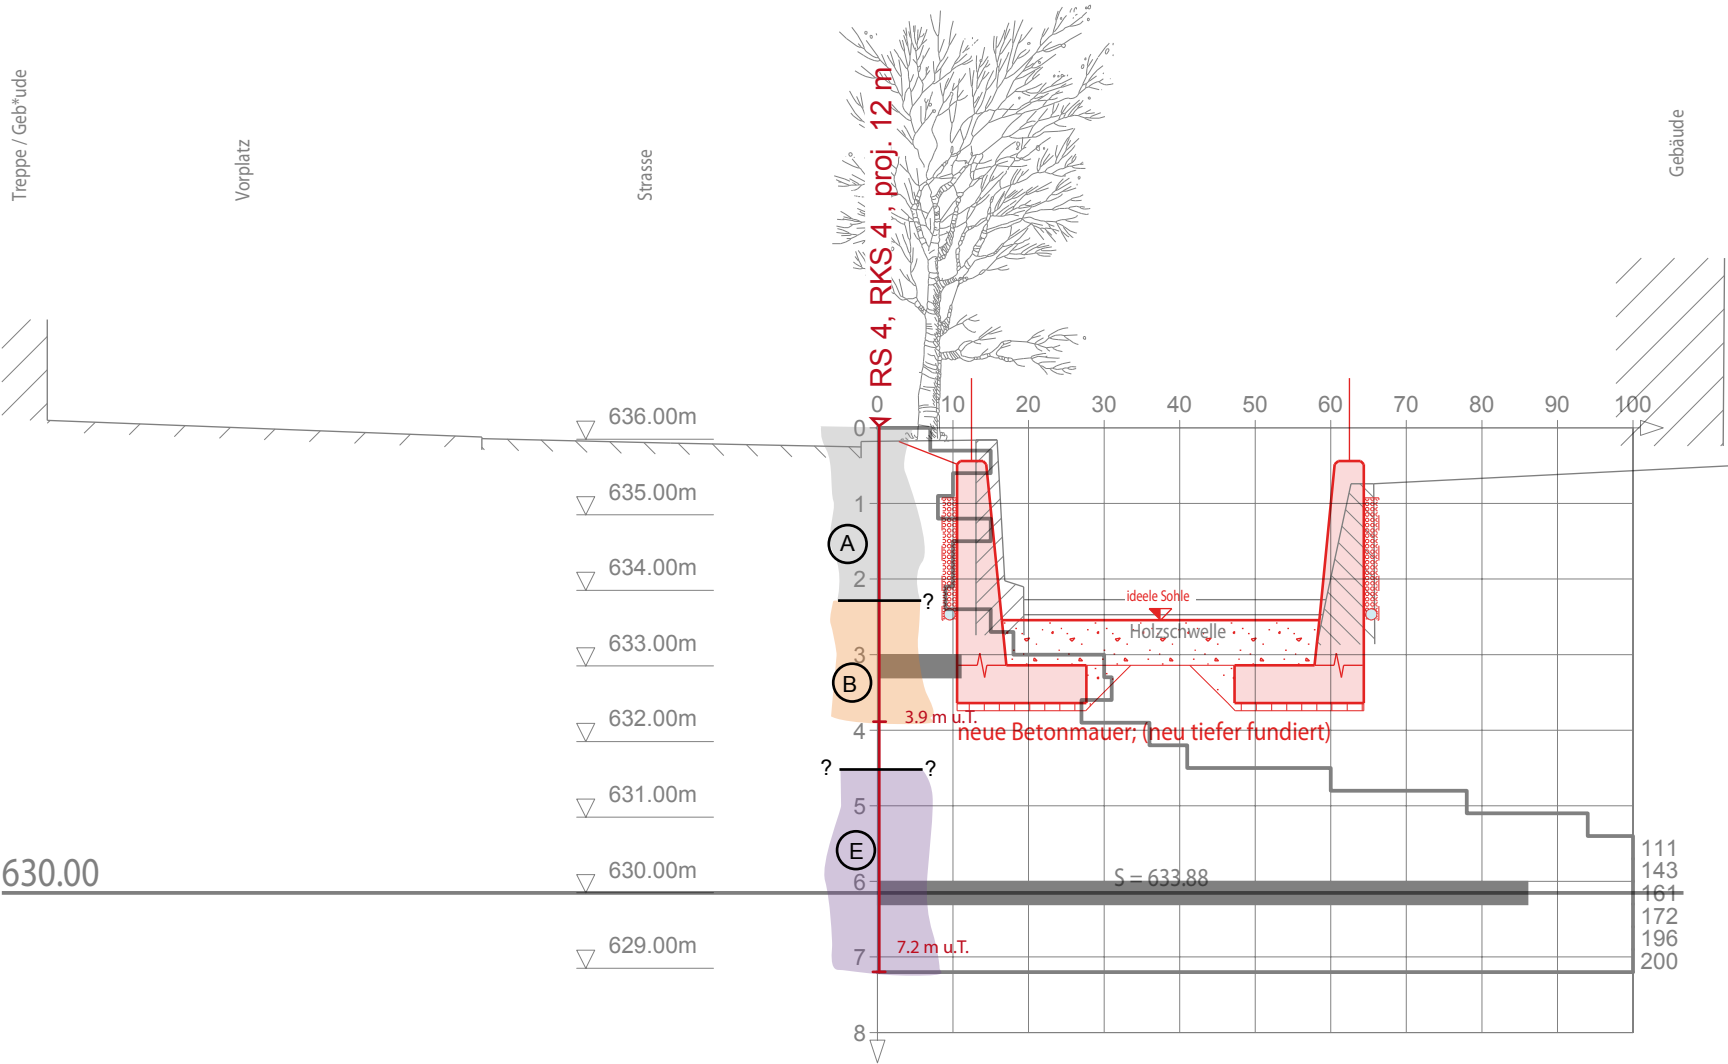 Treppe / Geb*ude
Vorplatz
Strasse
RS 4, RKS 4 , proj. 12 m
Gebäude
0 10 20 30 40 50 60 70 80 90 100
636.00m
0
635.00m
1
A
634.00m
2
?
ideele Sohle
Holzschwelle
633.00m
3
B
632.00m
3.9 m u.T.
4
neue Betonmauer; (neu tiefer fundiert)
? ?
631.00m
5
E
111
143
161
172
196
200
630.00
630.00m
6
S = 633.88
629.00m
7.2 m u.T.
7
8